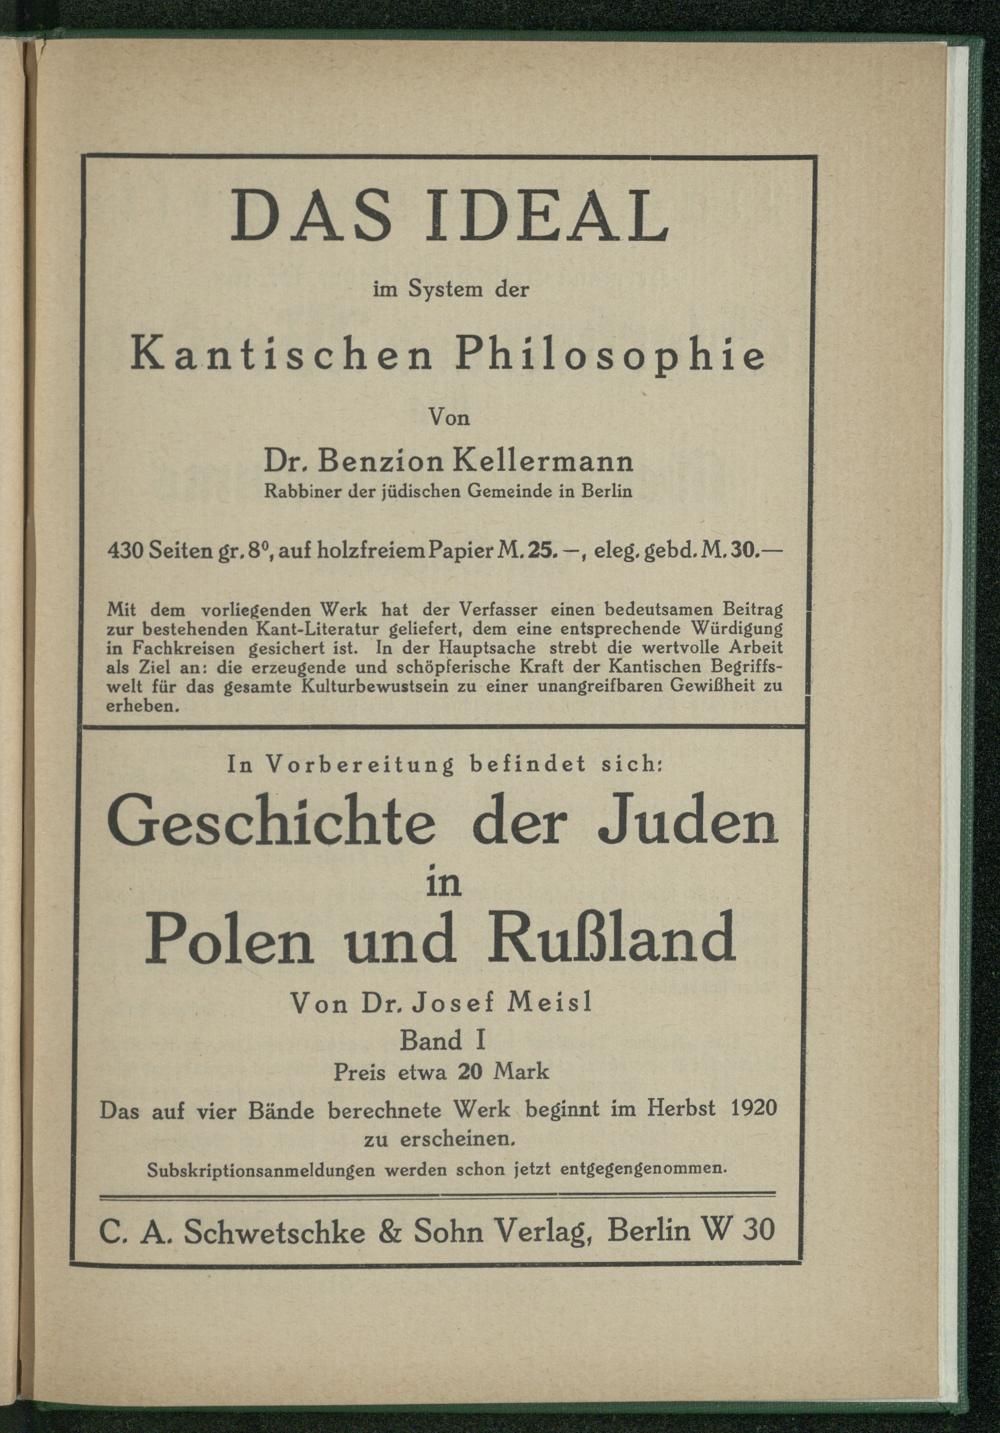 DAS IDEAL
im System der
Kantischen Philosophie
Von
Dr. Benzion Kellermann
Rabbiner der jüdischen Gemeinde in Berlin
430 Seiten gr. 8⁰, auf holzfreiem Papier M. 25. —, eleg. gebd. M. 30.—
Mit dem vorliegenden Werk hat der Verfasser einen bedeutsamen Beitrag
zur bestehenden Kant-Literatur geliefert, dem eine entsprechende Würdigung
in Fachkreisen gesichert ist. In der Hauptsache strebt die wertvolle Arbeit
als Ziel an: die erzeugende und schöpferische Kraft der Kantischen Begriffs-
welt für das gesamte Kulturbewustsein zu einer unangreifbaren Gewißheit zu
erheben.
In Vorbereitung befindet sich:
Geschichte der Juden
in
Polen und Rußland
Von Dr. Josef Meisl
Band I
Preis etwa 20 Mark
Das auf vier Bände berechnete Werk beginnt im Herbst 1920
zu erscheinen.
Subskriptionsanmeldungen werden schon jetzt entgegengenommen.
C. A. Schwetschke & Sohn Verlag, Berlin W 30